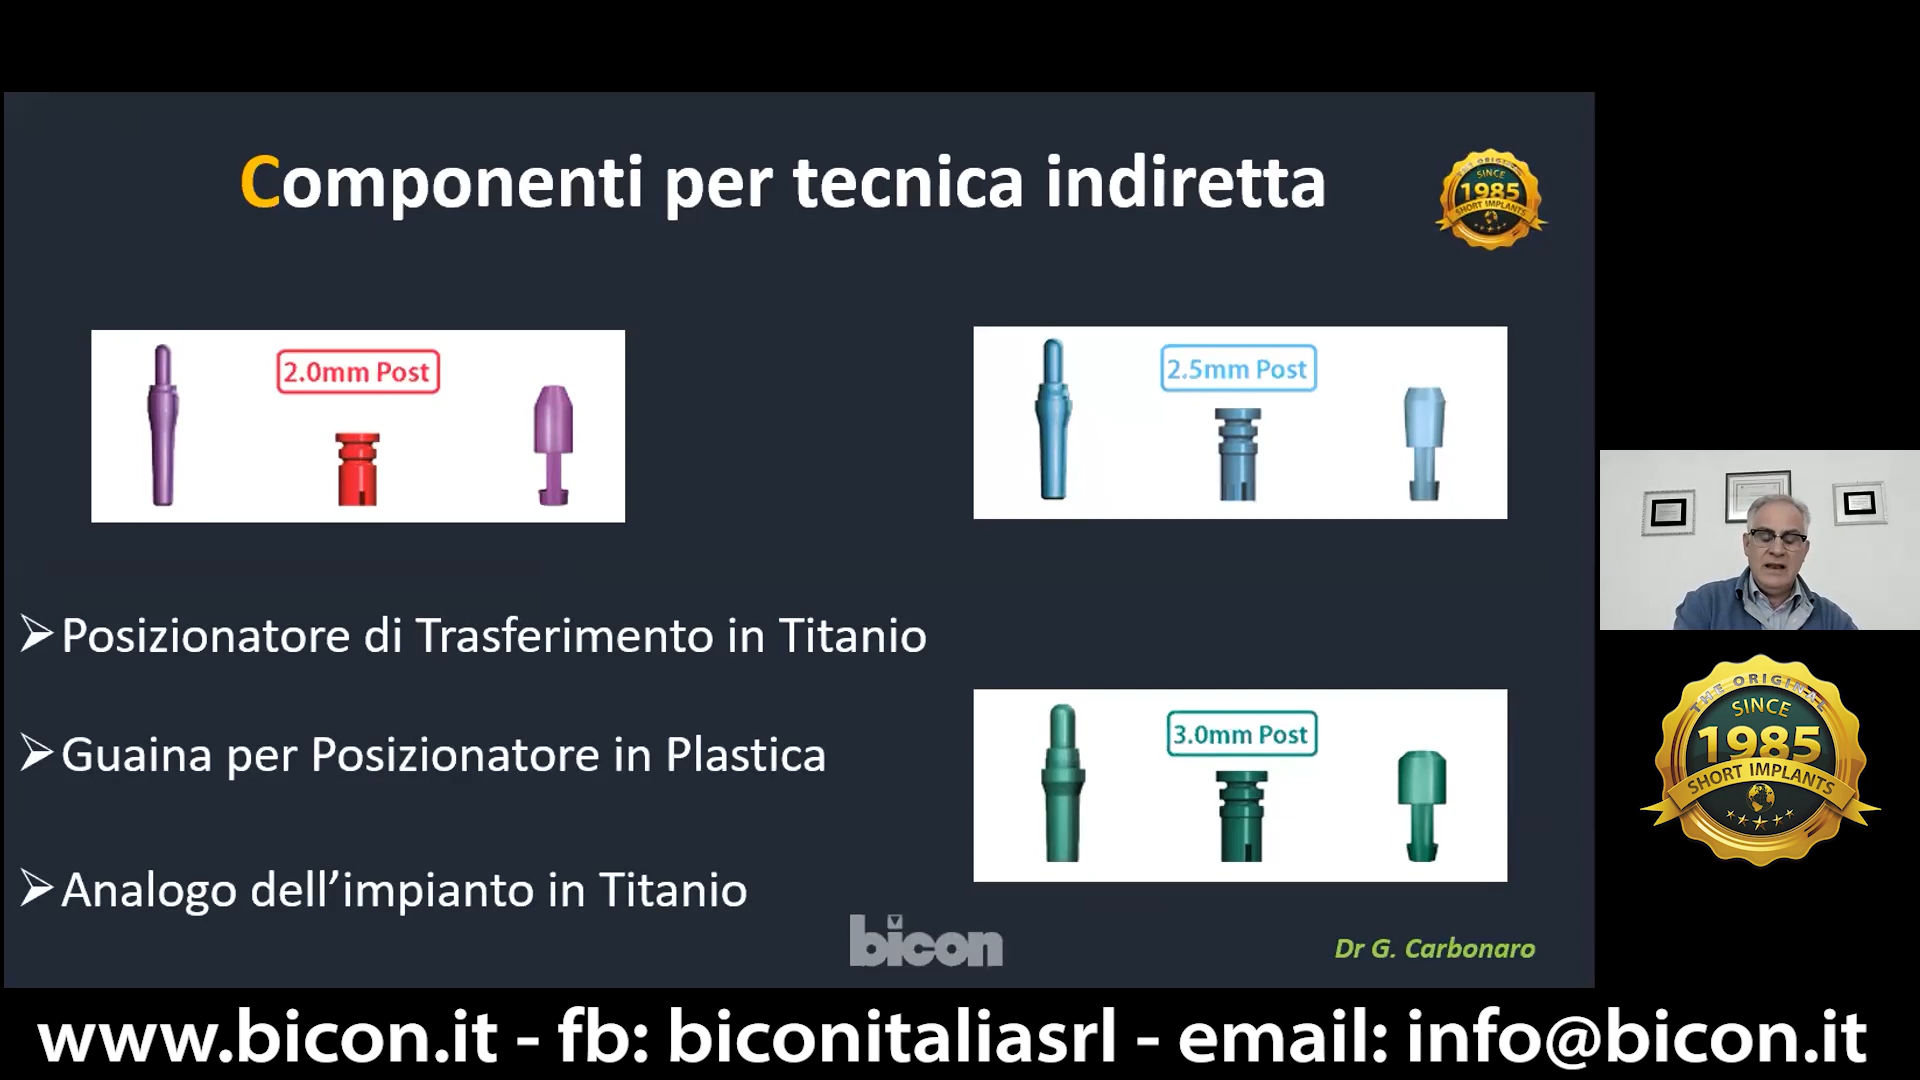 Componenti per tecnica indiretta
THE ORIGINAL
SINCE
1985
SHORT IMPLANTS
2.0mm Post
2.5mm Post
➢Posizionatore di Trasferimento in Titanio
➢Guaina per Posizionatore in Plastica
3.0mm Post
➢Analogo dell’impianto in Titanio
bicon
Dr G. Carbonaro
THE ORIGINAL
SINCE
1985
SHORT IMPLANTS
www.bicon.it - fb: biconitaliasrl - email: info@bicon.it